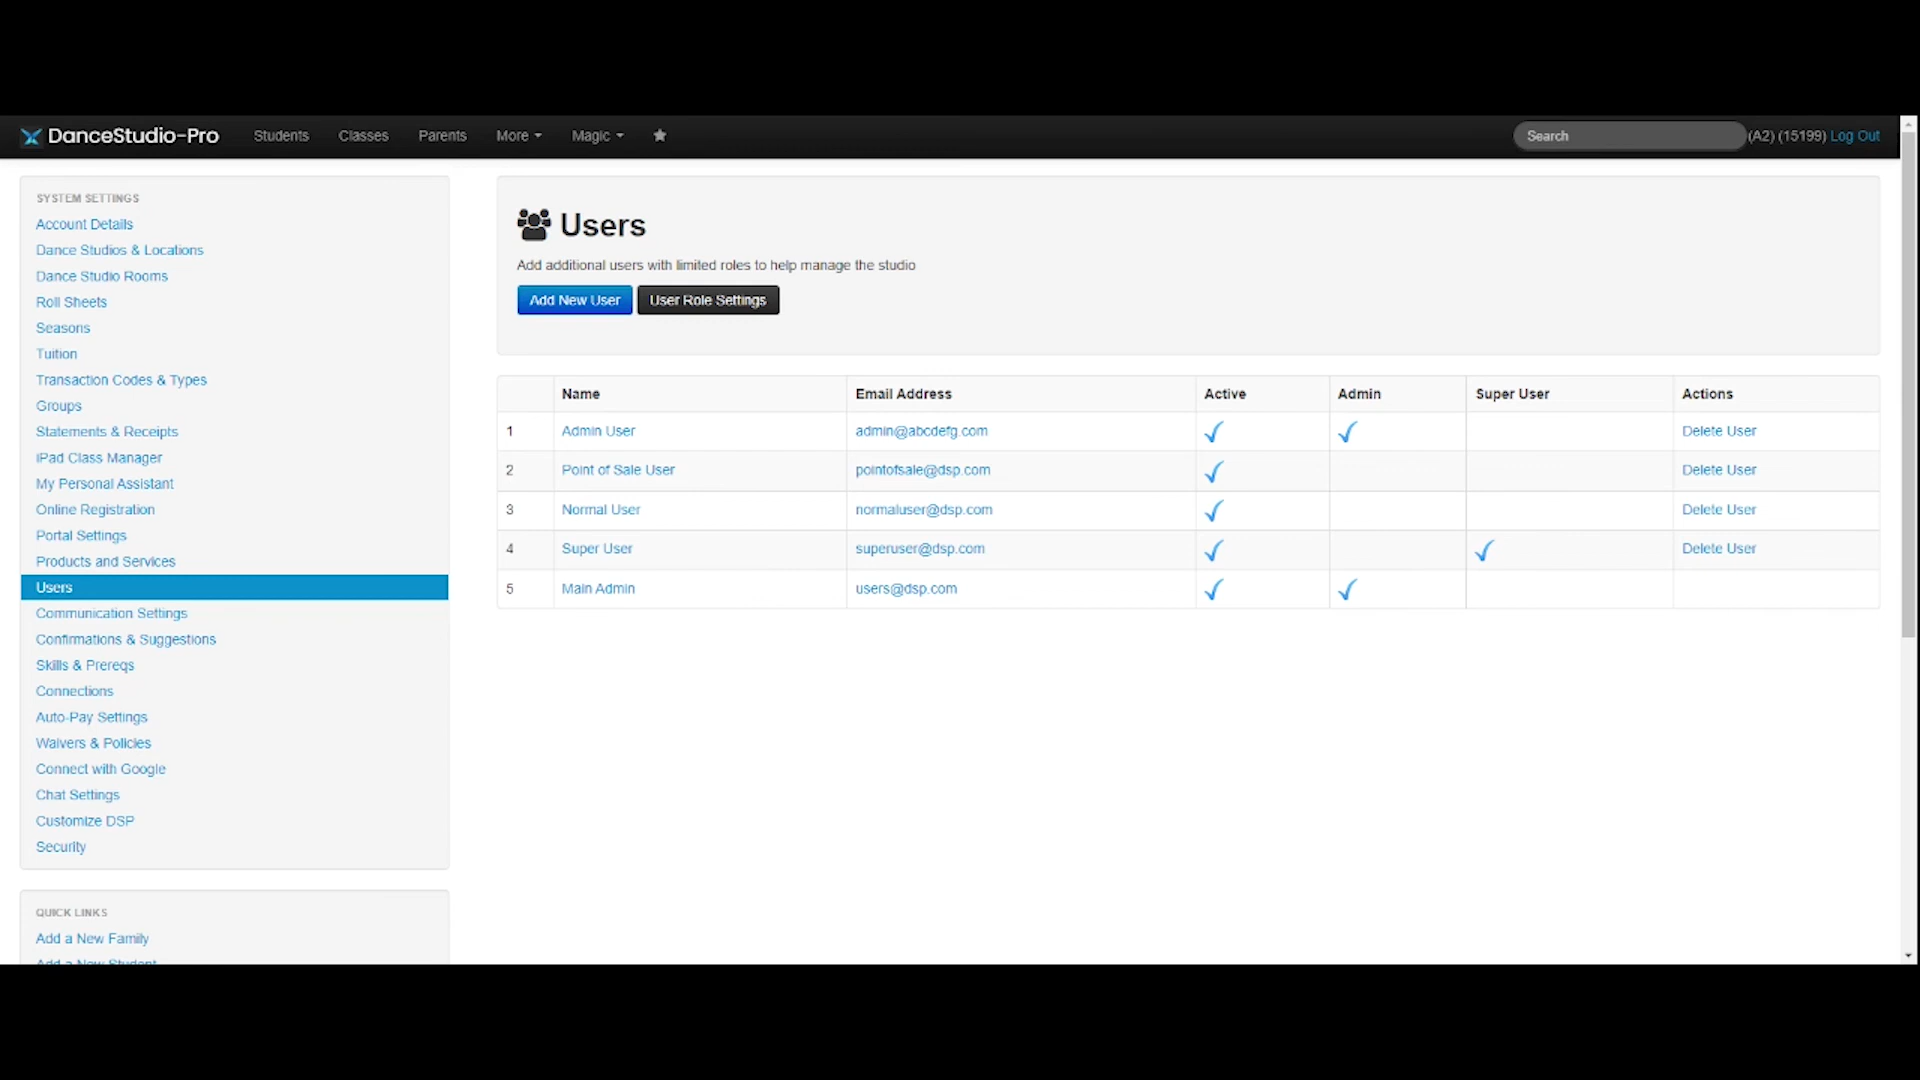 DanceStudio-Pro Students Classes Parents More Magic Search (A2) (15199) Log Out
SYSTEM SETTINGS
Account Details
Dance Studios & Locations
Dance Studio Rooms
Roll Sheets
Seasons
Tuition
Transaction Codes & Types
Groups
Statements & Receipts
iPad Class Manager
My Personal Assistant
Online Registration
Portal Settings
Products and Services
Users
Communication Settings
Confirmations & Suggestions
Skills & Prereqs
Connections
Auto-Pay Settings
Waivers & Policies
Connect with Google
Chat Settings
Customize DSP
Security
QUICK LINKS
Add a New Family
Add a New Student
Users
Add additional users with limited roles to help manage the studio
Add New User User Role Settings
Name Email Address Active Admin Super User Actions
1 Admin User admin@abcdefg.com Delete User
2 Point of Sale User pointofsale@dsp.com Delete User
3 Normal User normaluser@dsp.com Delete User
4 Super User superuser@dsp.com Delete User
5 Main Admin users@dsp.com